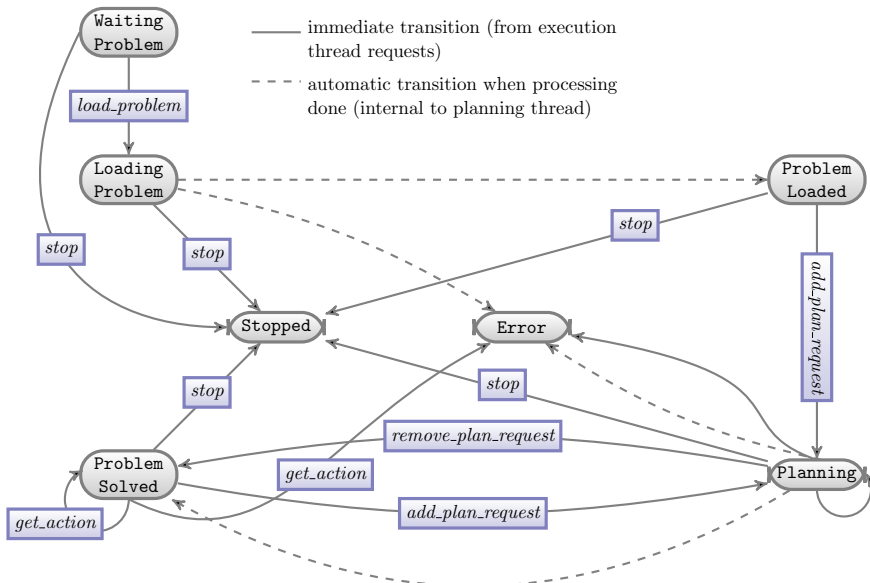 Waiting
Problem
immediate transition (from execution
thread requests)
automatic transition when processing
done (internal to planning thread)
load_problem
Loading
Problem
Problem
Loaded
stop
stop
stop
add_plan_request
Stopped
Error
stop
stop
remove_plan_request
Problem
Solved
get_action
Planning
get_action
add_plan_request